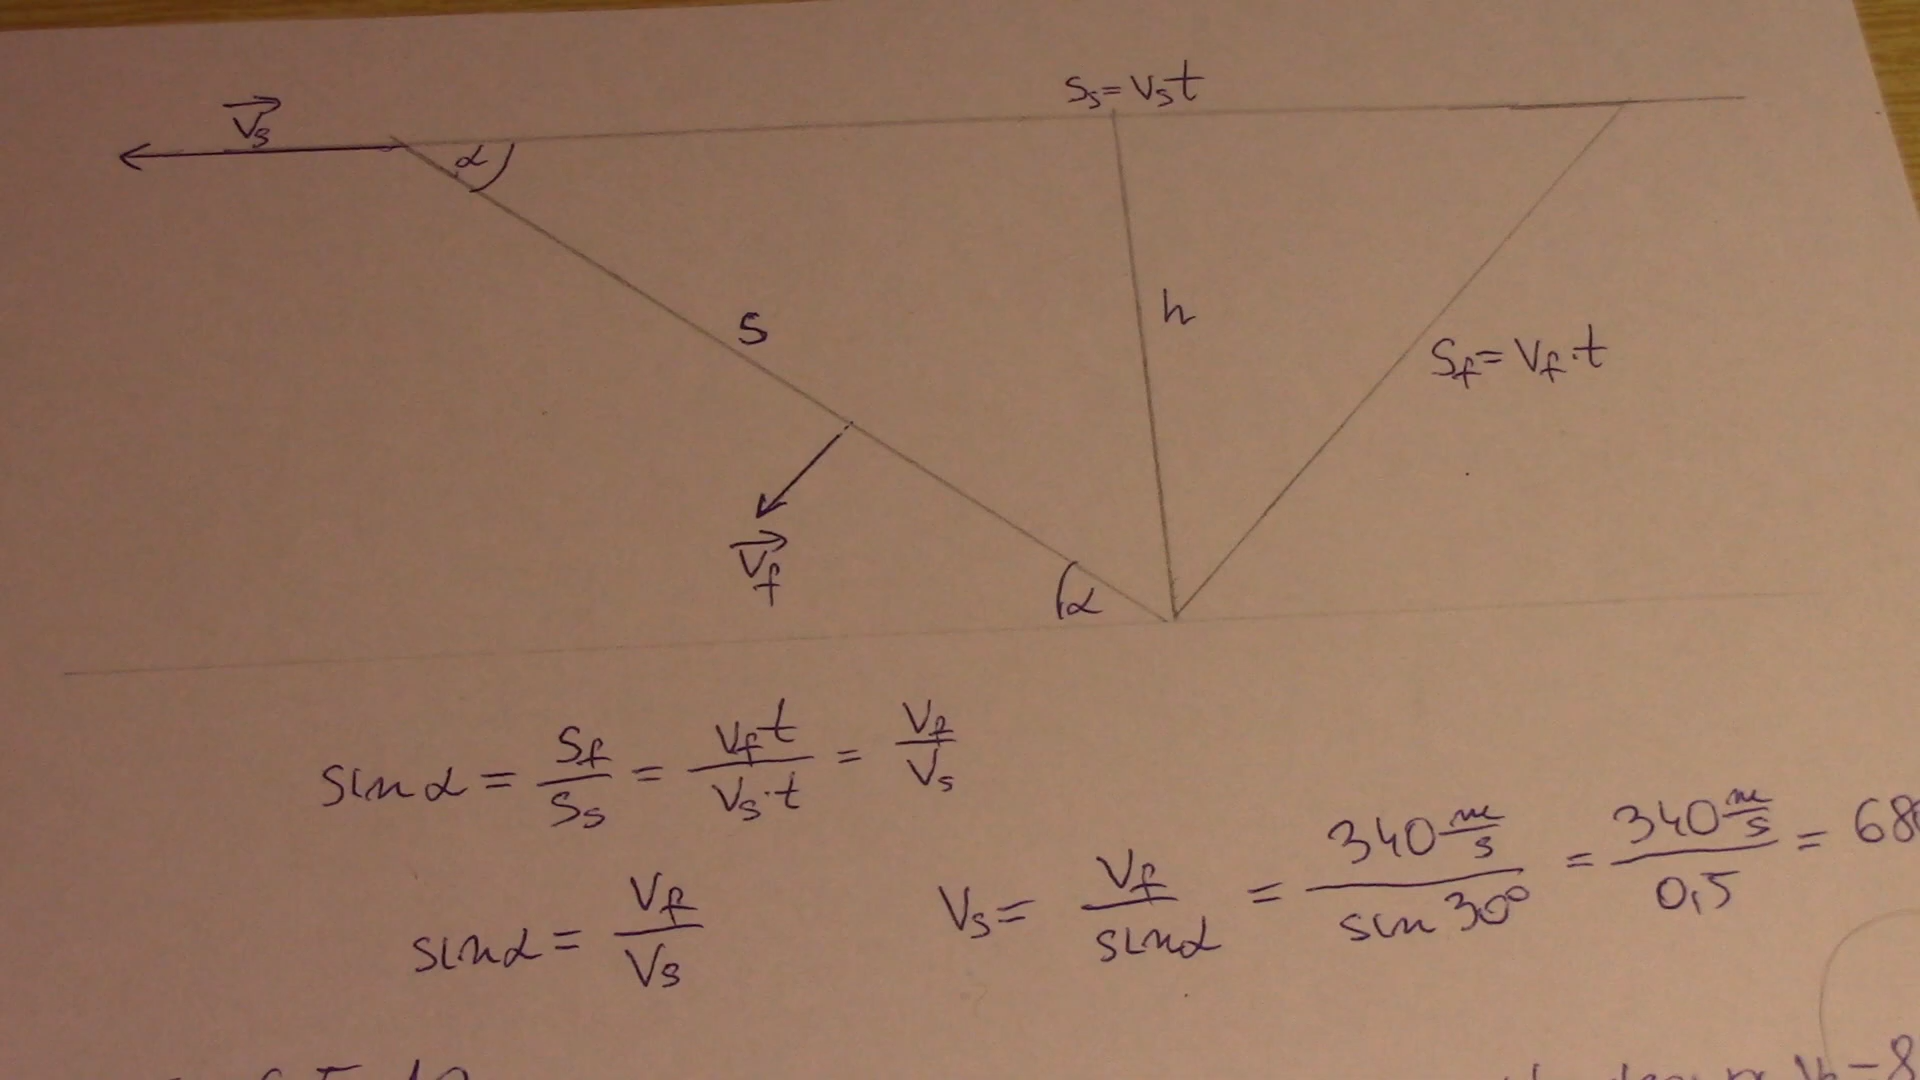 Ss=Vst
→Vs
α
S
h
Sf=Vf·t
→Vf
α
sinα = Sf/Ss = Vft/Vs·t = Vf/Vs
sinα = Vf/Vs
Vs= Vf/sinα = 340 m/s / sin30° = 340 m/s / 0,5 = 68